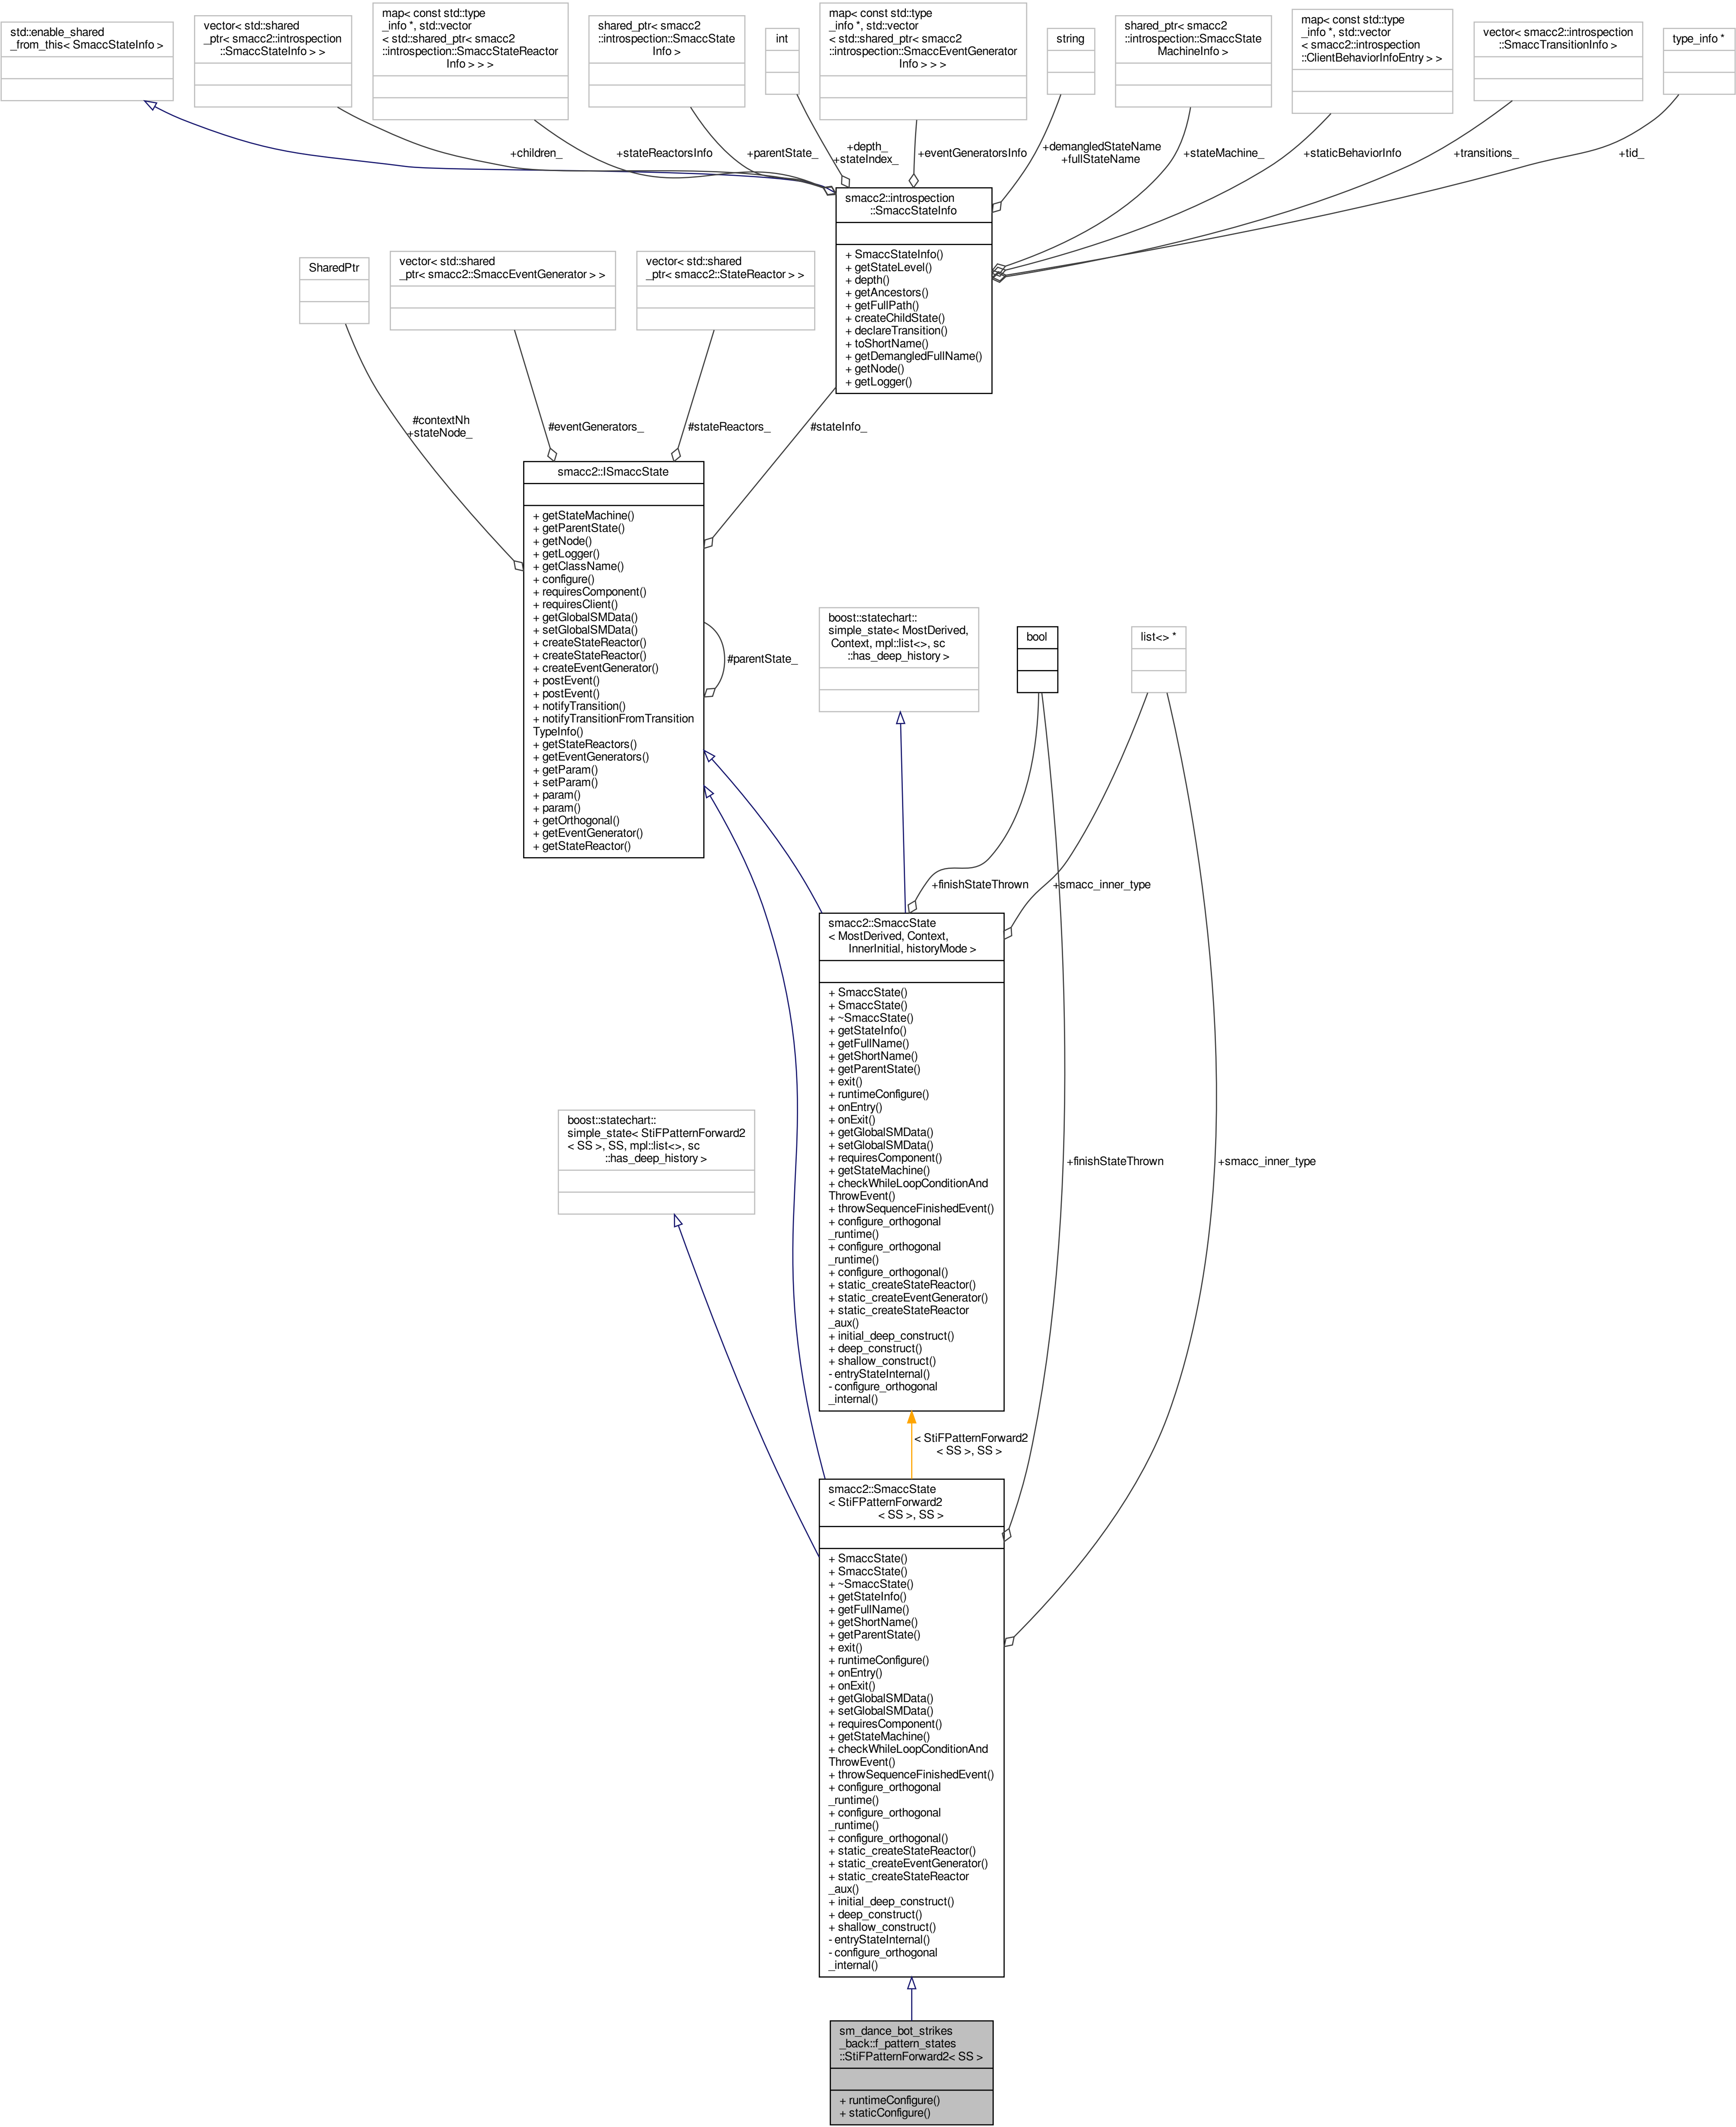 std::enable_shared
_from_this< SmaccStateInfo >
vector< std::shared
_ptr< smacc2::introspection
::SmaccStateInfo > >
map< const std::type
_info *, std::vector
< std::shared_ptr< smacc2
::introspection::SmaccStateReactor
Info > > >
shared_ptr< smacc2
::introspection::SmaccState
Info >
int
map< const std::type
_info *, std::vector
< std::shared_ptr< smacc2
::introspection::SmaccEventGenerator
Info > > >
string
shared_ptr< smacc2
::introspection::SmaccState
MachineInfo >
map< const std::type
_info *, std::vector
< smacc2::introspection
::ClientBehaviorInfoEntry > >
vector< smacc2::introspection
::SmaccTransitionInfo >
type_info *
+children_
+stateReactorsInfo
+parentState_
+depth_
+stateIndex_
+eventGeneratorsInfo
+demangledStateName
+fullStateName
+stateMachine_
+staticBehaviorInfo
+transitions_
+tid_
smacc2::introspection
::SmaccStateInfo
+ SmaccStateInfo()
+ getStateLevel()
+ depth()
+ getAncestors()
+ getFullPath()
+ createChildState()
+ declareTransition()
+ toShortName()
+ getDemangledFullName()
+ getNode()
+ getLogger()
SharedPtr
vector< std::shared
_ptr< smacc2::SmaccEventGenerator > >
vector< std::shared
_ptr< smacc2::StateReactor > >
#contextNh
+stateNode_
#eventGenerators_
#stateReactors_
#stateInfo_
smacc2::ISmaccState
+ getStateMachine()
+ getParentState()
+ getNode()
+ getLogger()
+ getClassName()
+ configure()
+ requiresComponent()
+ requiresClient()
+ getGlobalSMData()
+ setGlobalSMData()
+ createStateReactor()
+ createStateReactor()
+ createEventGenerator()
+ postEvent()
+ postEvent()
+ notifyTransition()
+ notifyTransitionFromTransition
TypeInfo()
+ getStateReactors()
+ getEventGenerators()
+ getParam()
+ setParam()
+ param()
+ param()
+ getOrthogonal()
+ getEventGenerator()
+ getStateReactor()
#parentState_
boost::statechart::
simple_state< MostDerived,
Context, mpl::list<>, sc
::has_deep_history >
bool
list<> *
+finishStateThrown
+smacc_inner_type
smacc2::SmaccState
< MostDerived, Context,
InnerInitial, historyMode >
+ SmaccState()
+ SmaccState()
+ ~SmaccState()
+ getStateInfo()
+ getFullName()
+ getShortName()
+ getParentState()
+ exit()
+ runtimeConfigure()
+ onEntry()
+ onExit()
+ getGlobalSMData()
+ setGlobalSMData()
+ requiresComponent()
+ getStateMachine()
+ checkWhileLoopConditionAnd
ThrowEvent()
+ throwSequenceFinishedEvent()
+ configure_orthogonal
_runtime()
+ configure_orthogonal
_runtime()
+ configure_orthogonal()
+ static_createStateReactor()
+ static_createEventGenerator()
+ static_createStateReactor
_aux()
+ initial_deep_construct()
+ deep_construct()
+ shallow_construct()
- entryStateInternal()
- configure_orthogonal
_internal()
boost::statechart::
simple_state< StiFPatternForward2
< SS >, SS, mpl::list<>, sc
::has_deep_history >
+finishStateThrown
+smacc_inner_type
< StiFPatternForward2
< SS >, SS >
smacc2::SmaccState
< StiFPatternForward2
< SS >, SS >
+ SmaccState()
+ SmaccState()
+ ~SmaccState()
+ getStateInfo()
+ getFullName()
+ getShortName()
+ getParentState()
+ exit()
+ runtimeConfigure()
+ onEntry()
+ onExit()
+ getGlobalSMData()
+ setGlobalSMData()
+ requiresComponent()
+ getStateMachine()
+ checkWhileLoopConditionAnd
ThrowEvent()
+ throwSequenceFinishedEvent()
+ configure_orthogonal
_runtime()
+ configure_orthogonal
_runtime()
+ configure_orthogonal()
+ static_createStateReactor()
+ static_createEventGenerator()
+ static_createStateReactor
_aux()
+ initial_deep_construct()
+ deep_construct()
+ shallow_construct()
- entryStateInternal()
- configure_orthogonal
_internal()
sm_dance_bot_strikes
_back::f_pattern_states
::StiFPatternForward2< SS >
+ runtimeConfigure()
+ staticConfigure()